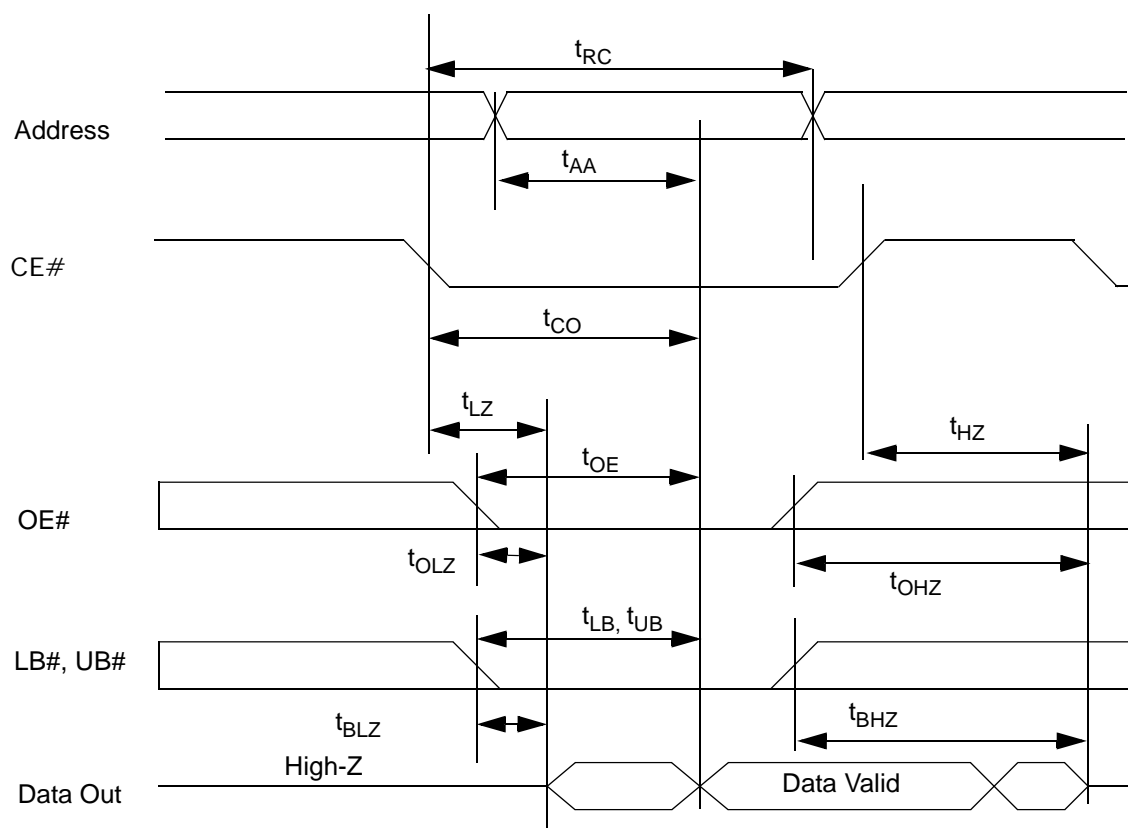 tRC
Address
tAA
CE#
tCO
tLZ
tHZ
tOE
OE#
tOLZ
tOHZ
tLB, tUB
LB#, UB#
tBLZ
tBHZ
High-Z
Data Valid
Data Out